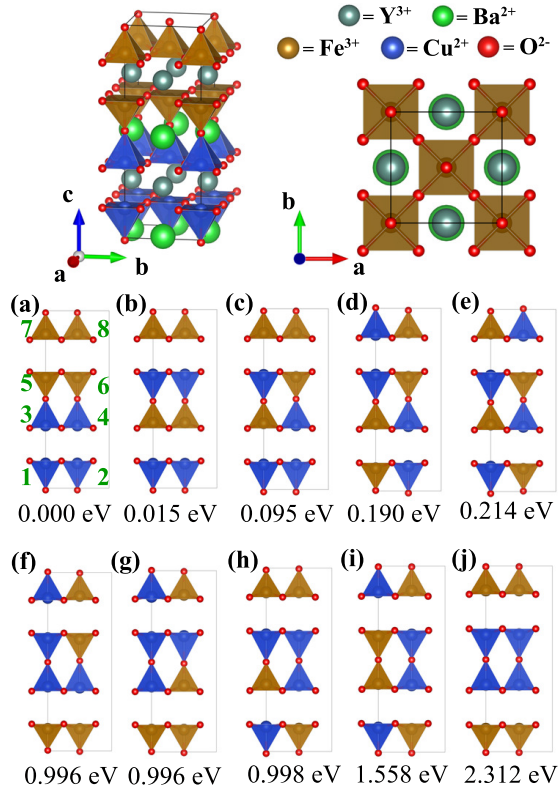 = Y³⁺ = Ba²⁺
= Fe³⁺ = Cu²⁺ = O²⁻
c
b
a
b
a
(a) (b) (c) (d) (e)
7 8
5 6
3 4
1 2
0.000 eV 0.015 eV 0.095 eV 0.190 eV 0.214 eV
(f) (g) (h) (i) (j)
0.996 eV 0.996 eV 0.998 eV 1.558 eV 2.312 eV